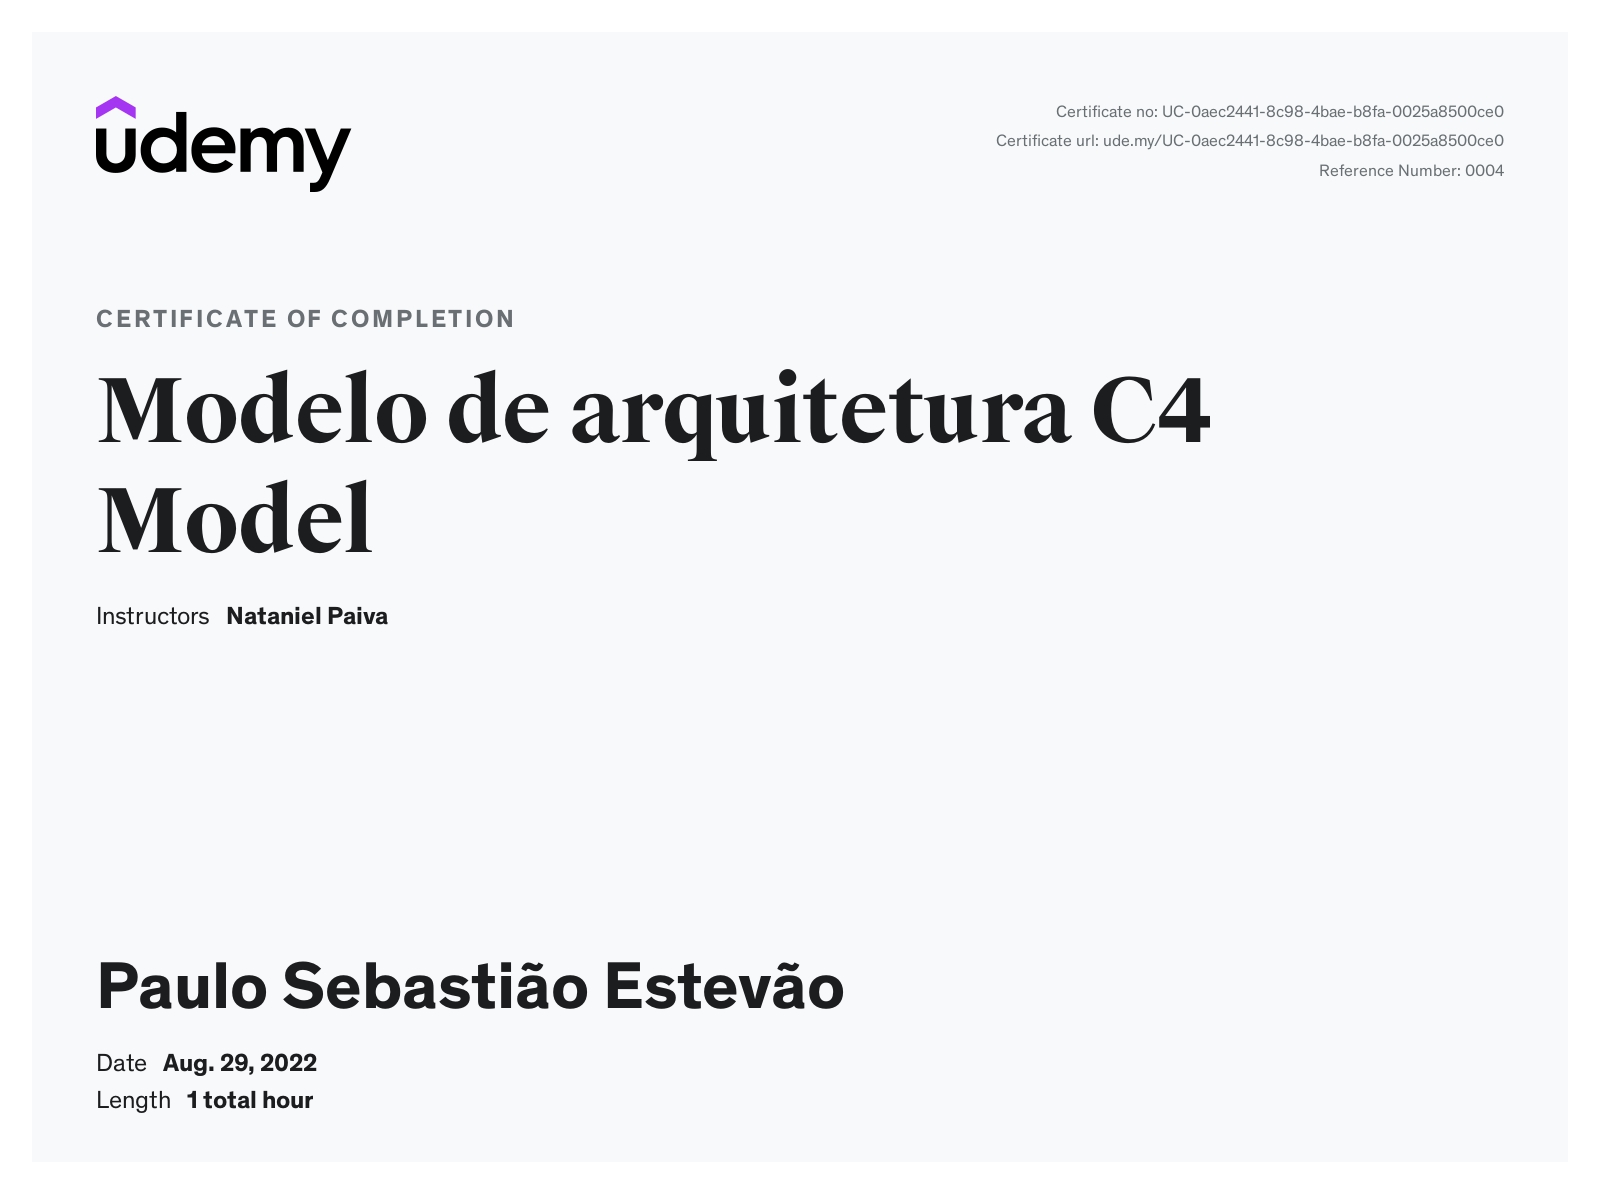 udemy
Certificate no: UC-0aec2441-8c98-4bae-b8fa-0025a8500ce0
Certificate url: ude.my/UC-0aec2441-8c98-4bae-b8fa-0025a8500ce0
Reference Number: 0004
CERTIFICATE OF COMPLETION
Modelo de arquitetura C4
Model
Instructors Nataniel Paiva
Paulo Sebastião Estevão
Date Aug. 29, 2022
Length 1 total hour